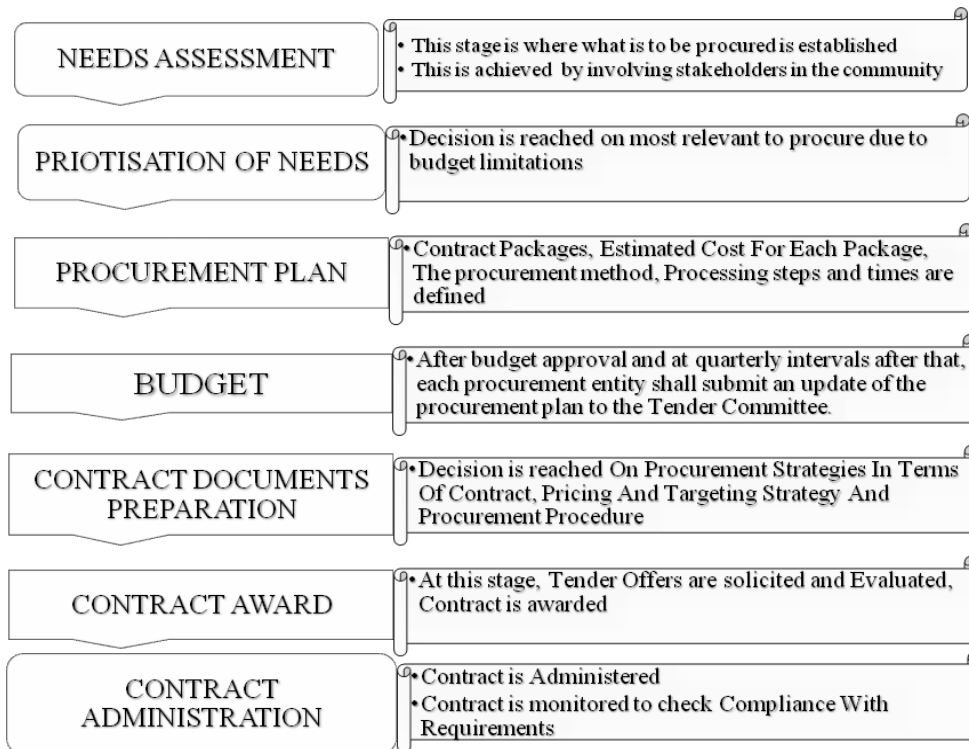 NEEDS ASSESSMENT
• This stage is where what is to be procured is established
• This is achieved by involving stakeholders in the community
PRIOTISATION OF NEEDS
• Decision is reached on most relevant to procure due to
budget limitations
PROCUREMENT PLAN
• Contract Packages, Estimated Cost For Each Package,
The procurement method, Processing steps and times are
defined
BUDGET
• After budget approval and at quarterly intervals after that,
each procurement entity shall submit an update of the
procurement plan to the Tender Committee.
CONTRACT DOCUMENTS
PREPARATION
• Decision is reached On Procurement Strategies In Terms
Of Contract, Pricing And Targeting Strategy And
Procurement Procedure
CONTRACT AWARD
• At this stage, Tender Offers are solicited and Evaluated,
Contract is awarded
CONTRACT
ADMINISTRATION
• Contract is Administered
• Contract is monitored to check Compliance With
Requirements